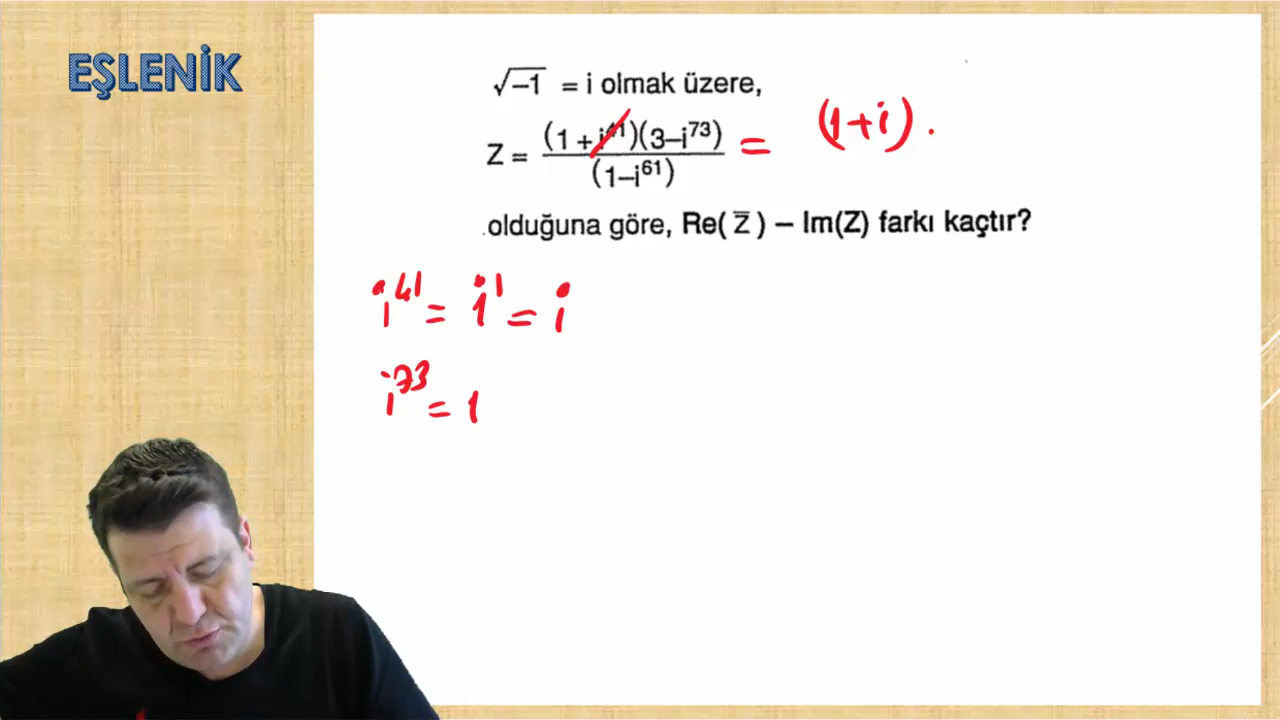 EŞLENİK
√-1 = i olmak üzere,
Z = (1 + i⁴¹)(3–i⁷³) / (1–i⁶¹) = (1+i) .
olduğuna göre, Re( z̄ ) – Im(Z) farkı kaçtır?
i⁴¹ = i¹ = i
i⁷³ = 1